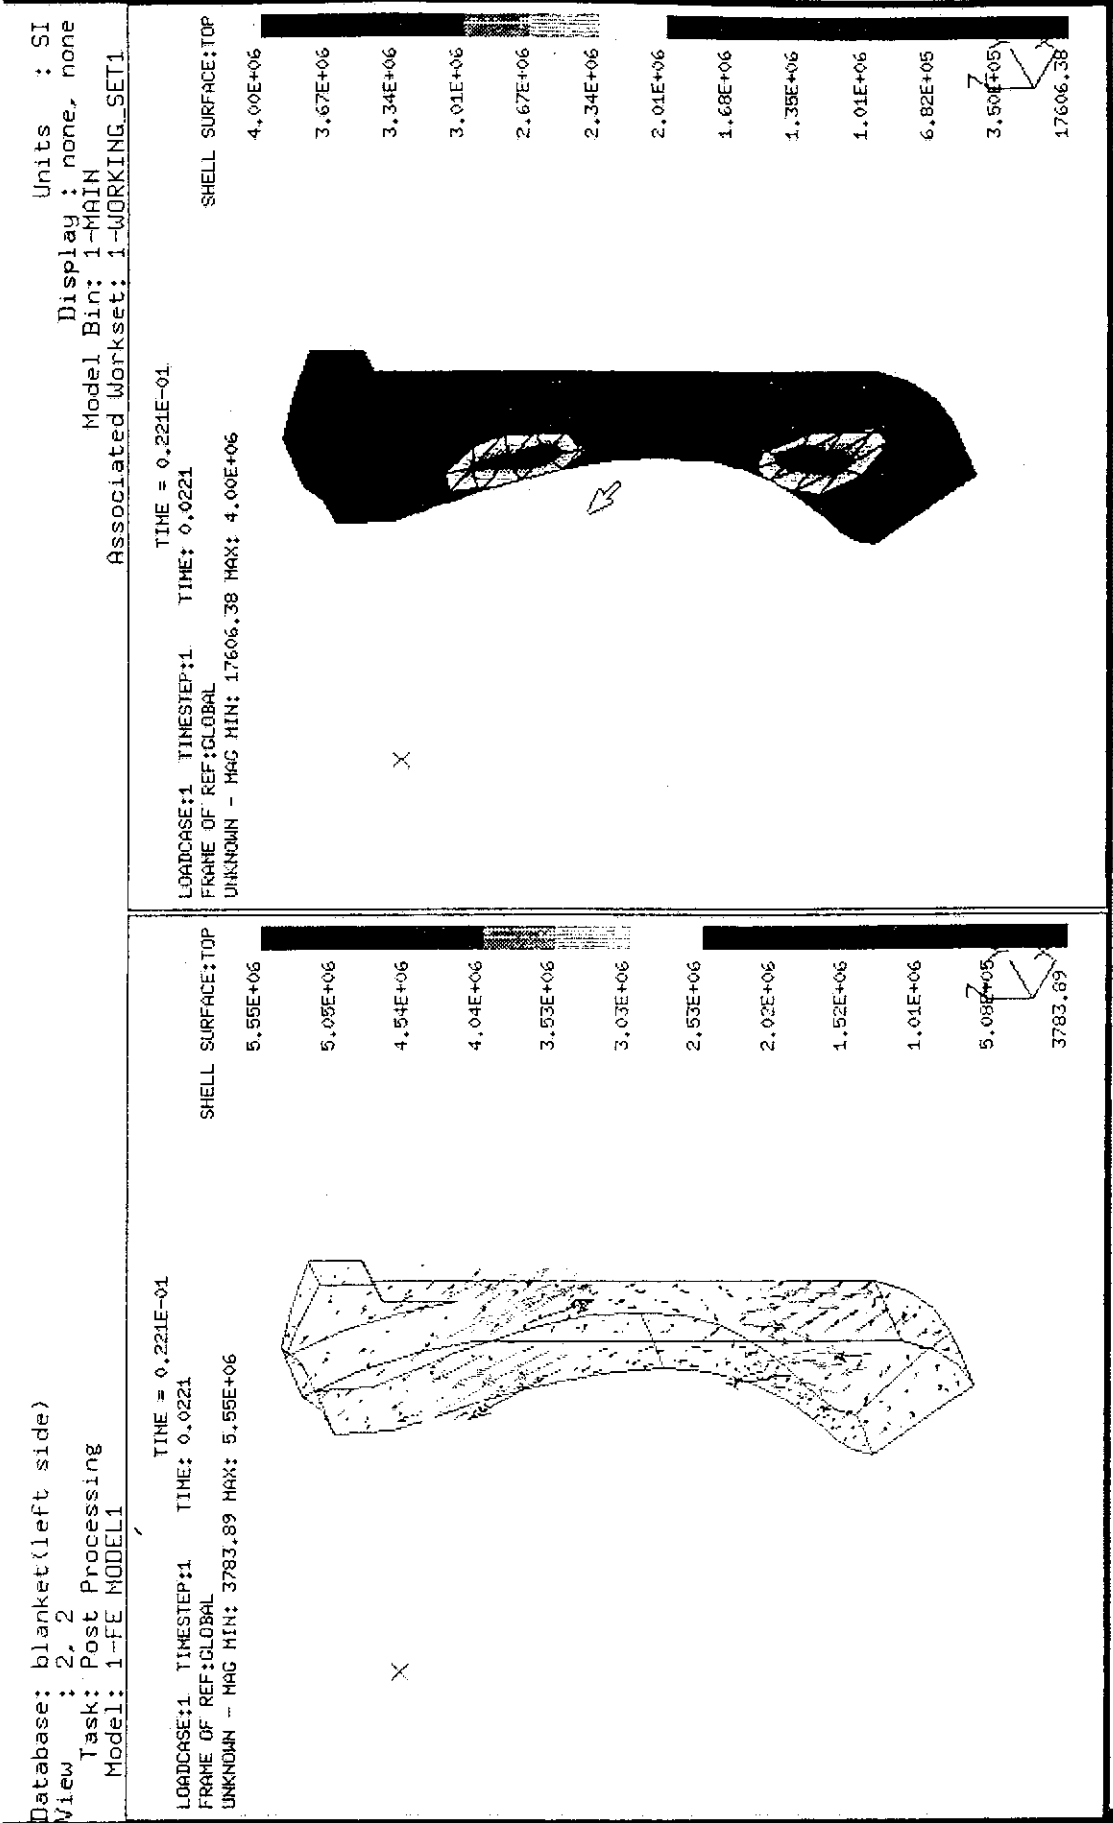 Database: blanket(left side)
View : 2, 2
Task: Post Processing
Model: 1-FE MODEL1
Units : SI
Display : none, none
Model Bin: 1-MAIN
Associated Workset: 1-WORKING_SET1
TIME = 0.221E-01
LOADCASE:1 TIMESTEP:1 TIME: 0.0221
FRAME OF REF:GLOBAL
UNKNOWN - MAG MIN: 3783.89 MAX: 5.55E+06
SHELL SURFACE:TOP
5.55E+06
5.05E+06
4.54E+06
4.04E+06
3.53E+06
3.03E+06
2.53E+06
2.02E+06
1.52E+06
1.01E+06
5.08E+05
3783.89
Z
Y
X
X
TIME = 0.221E-01
LOADCASE:1 TIMESTEP:1 TIME: 0.0221
FRAME OF REF:GLOBAL
UNKNOWN - MAG MIN: 17606.38 MAX: 4.00E+06
SHELL SURFACE:TOP
4.00E+06
3.67E+06
3.34E+06
3.01E+06
2.67E+06
2.34E+06
2.01E+06
1.68E+06
1.35E+06
1.01E+06
6.82E+05
3.50E+05
17606.38
Z
Y
X
X